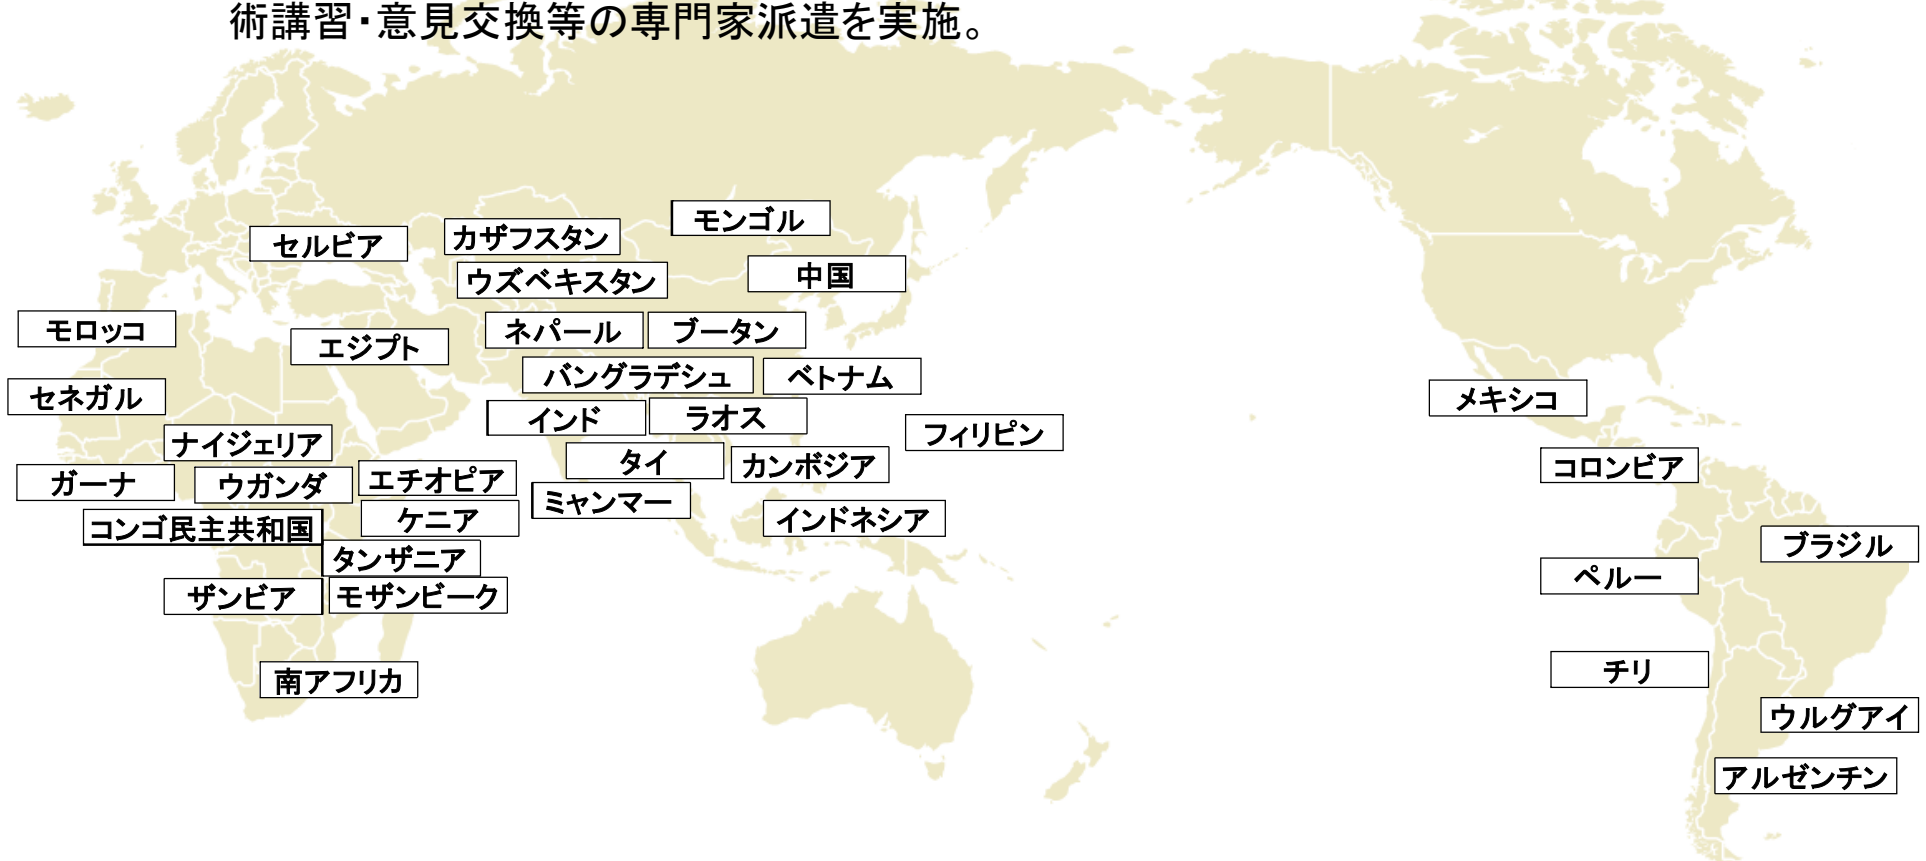 術講習・意見交換等の専門家派遣を実施。
モンゴル
セルビア
カザフスタン
ウズベキスタン
中国
モロッコ
エジプト
ネパール
ブータン
バングラデシュ
ベトナム
セネガル
インド
ラオス
メキシコ
ナイジェリア
フィリピン
ガーナ
ウガンダ
エチオピア
タイ
カンボジア
コロンビア
ミャンマー
コンゴ民主共和国
ケニア
インドネシア
タンザニア
ブラジル
ザンビア
モザンビーク
ペルー
南アフリカ
チリ
ウルグアイ
アルゼンチン